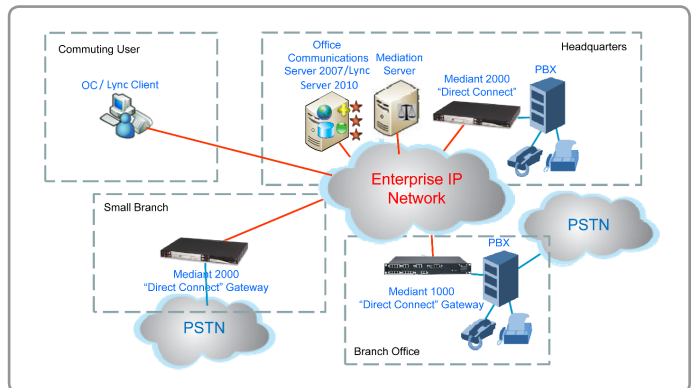 Commuting User
OC / Lync Client
Office
Communications
Server 2007/Lync
Server 2010
Mediation
Server
Headquarters
Mediant 2000
“Direct Connect”
PBX
Enterprise IP
Network
Small Branch
Mediant 2000
“Direct Connect” Gateway
PSTN
PSTN
PBX
Mediant 1000
“Direct Connect” Gateway
Branch Office